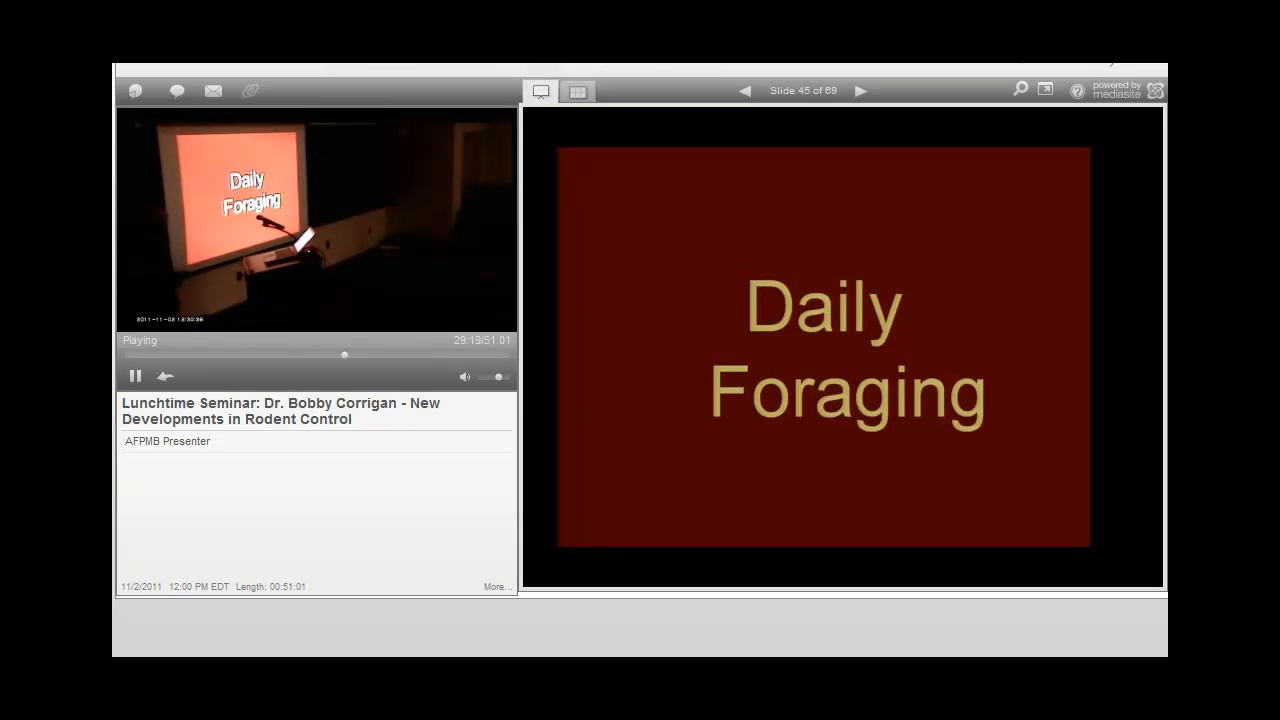 Slide 45 of 69
powered by
mediasite
Daily
Foraging
2011-11-02 12:30:36
Playing
29:19/51:01
Lunchtime Seminar: Dr. Bobby Corrigan - New
Developments in Rodent Control
AFPMB Presenter
11/2/2011 12:00 PM EDT Length: 00:51:01
More...
Daily
Foraging